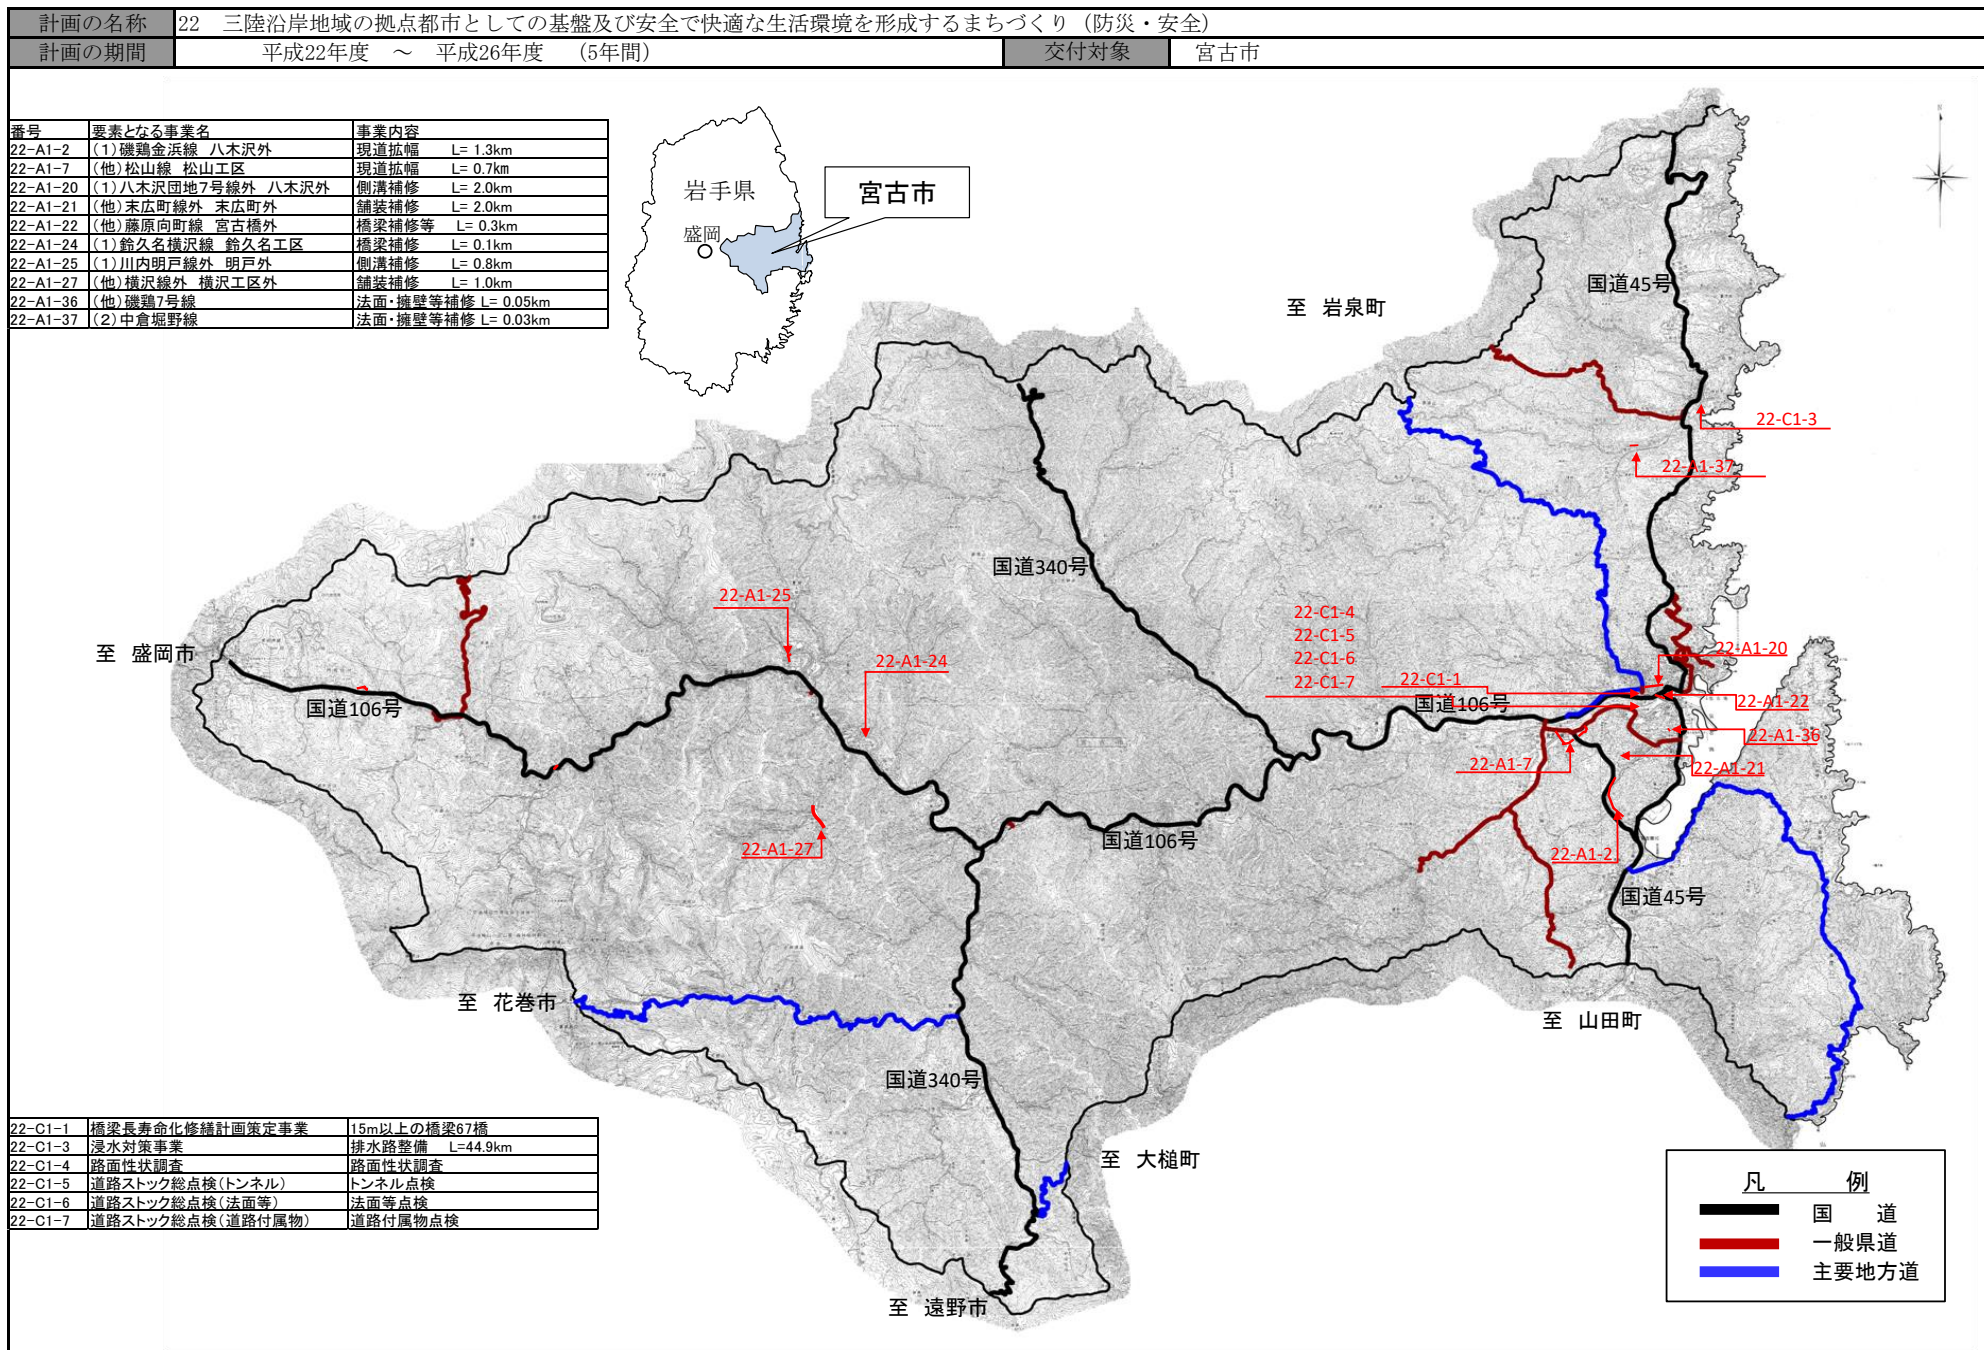 計画の名称 22 三陸沿岸地域の拠点都市としての基盤及び安全で快適な生活環境を形成するまちづくり（防災・安全）
計画の期間 平成22年度 ～ 平成26年度 （5年間） 交付対象 宮古市
番号 要素となる事業名 事業内容
22-A1-2 (1)磯鶏金浜線 八木沢外 現道拡幅 L= 1.3km
22-A1-7 (他)松山線 松山工区 現道拡幅 L= 0.7km
22-A1-20 (1)八木沢団地7号線外 八木沢外 側溝補修 L= 2.0km
22-A1-21 (他)末広町線外 末広町外 舗装補修 L= 2.0km
22-A1-22 (他)藤原向町線 宮古橋外 橋梁補修等 L= 0.3km
22-A1-24 (1)鈴久名横沢線 鈴久名工区 橋梁補修 L= 0.1km
22-A1-25 (1)川内明戸線外 明戸外 側溝補修 L= 0.8km
22-A1-27 (他)横沢線外 横沢工区外 舗装補修 L= 1.0km
22-A1-36 (他)磯鶏7号線 法面・擁壁等補修 L= 0.05km
22-A1-37 (2)中倉堀野線 法面・擁壁等補修 L= 0.03km
岩手県
盛岡
宮古市
至 岩泉町
国道45号
22-C1-3
22-A1-37
国道340号
22-A1-25
22-C1-4
22-C1-5
22-C1-6
22-C1-7
22-C1-1
22-A1-20
至 盛岡市
22-A1-24
国道106号
国道106号
22-A1-22
22-A1-36
22-A1-7
22-A1-21
22-A1-27
国道106号
22-A1-2
国道45号
至 花巻市
至 山田町
国道340号
至 大槌町
至 遠野市
22-C1-1 橋梁長寿命化修繕計画策定事業 15m以上の橋梁67橋
22-C1-3 浸水対策事業 排水路整備 L=44.9km
22-C1-4 路面性状調査 路面性状調査
22-C1-5 道路ストック総点検(トンネル) トンネル点検
22-C1-6 道路ストック総点検(法面等) 法面等点検
22-C1-7 道路ストック総点検(道路付属物) 道路付属物点検
凡 例
国 道
一般県道
主要地方道